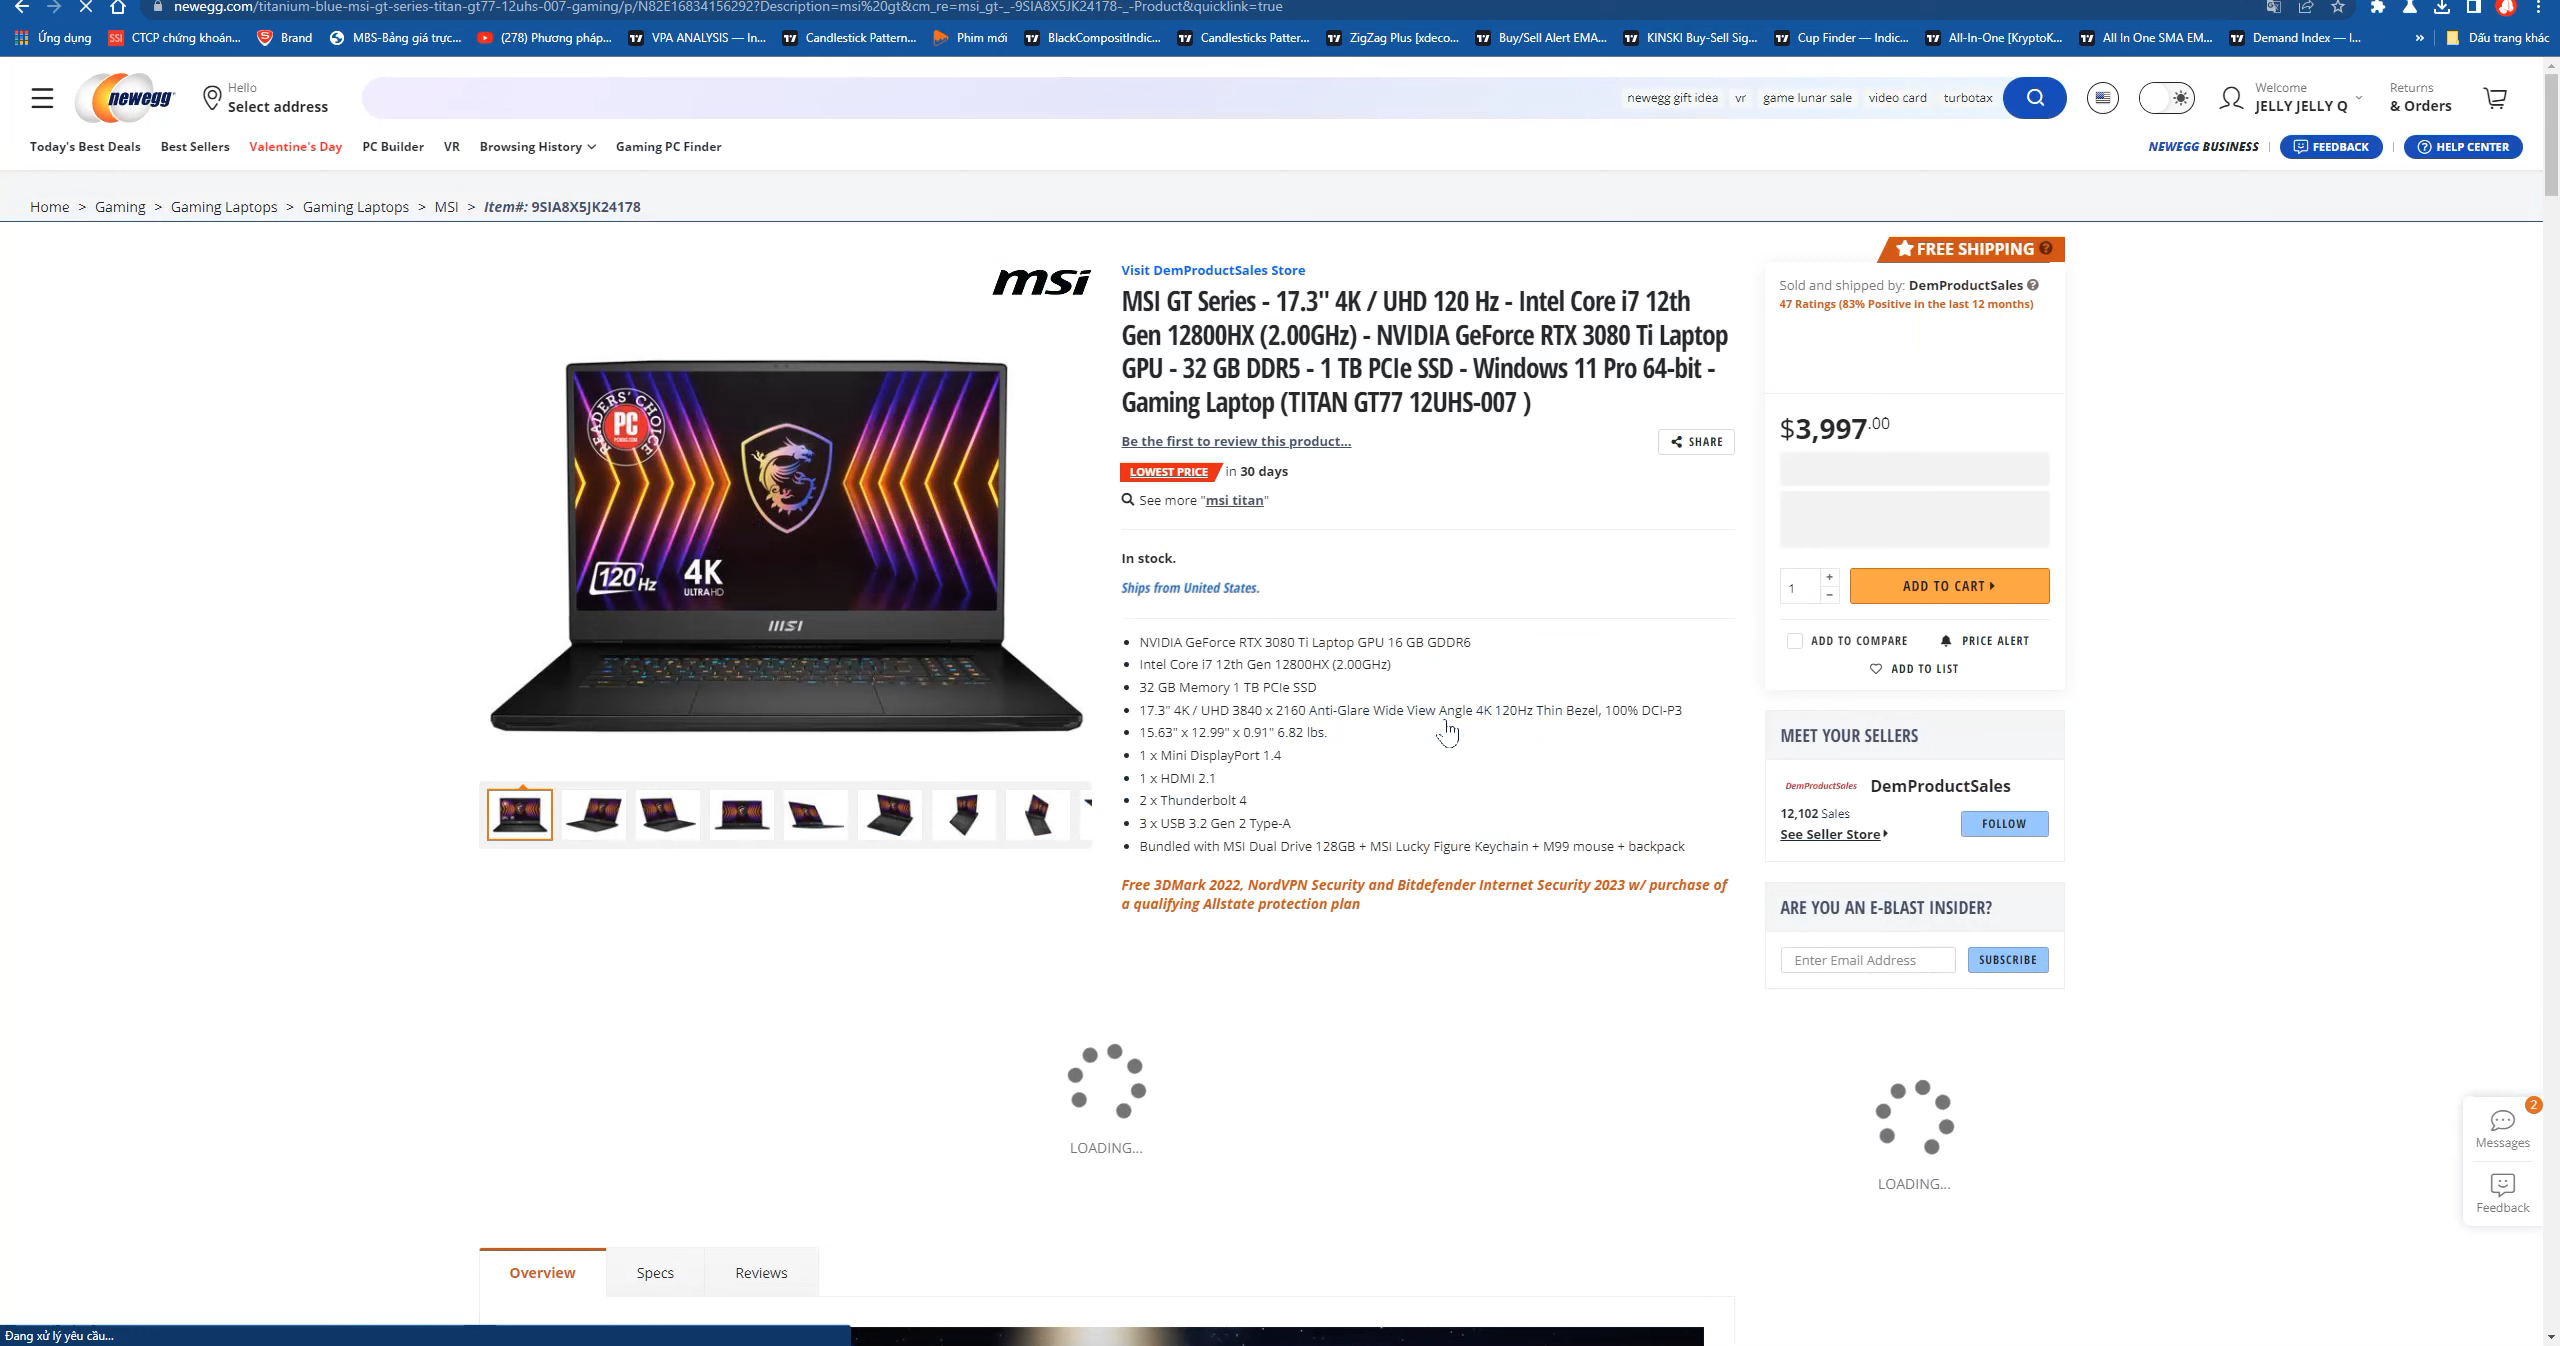 newegg.com/titanium-blue-msi-gt-series-titan-gt77-12uhs-007-gaming/p/N82E16834156292?Description=msi%20gt&cm_re=msi_gt-_-9SIA8X5JK24178-_-Product&quicklink=true
Ứng dụng
SSI CTCP chứng khoán...
Brand
MBS-Bảng giá trực...
(278) Phương pháp...
VPA ANALYSIS — In...
Candlestick Pattern...
Phim mới
BlackCompositIndic...
Candlesticks Patter...
ZigZag Plus [xdeco...
Buy/Sell Alert EMA...
KINSKI Buy-Sell Sig...
Cup Finder — Indic...
All-In-One [KryptoK...
All In One SMA EM...
Demand Index — I...
»
Dấu trang khác
newegg
Hello
Select address
newegg gift idea vr game lunar sale video card turbotax
Welcome
JELLY JELLY Q
Returns
& Orders
Today's Best Deals Best Sellers Valentine's Day PC Builder VR Browsing History Gaming PC Finder
NEWEGG BUSINESS FEEDBACK HELP CENTER
Home > Gaming > Gaming Laptops > Gaming Laptops > MSI > Item#: 9SIA8X5JK24178
msi
READERS' CHOICE
PC
PCMAG.COM
120 Hz
4K
ULTRA HD
msi
Visit DemProductSales Store
MSI GT Series - 17.3" 4K / UHD 120 Hz - Intel Core i7 12th
Gen 12800HX (2.00GHz) - NVIDIA GeForce RTX 3080 Ti Laptop
GPU - 32 GB DDR5 - 1 TB PCIe SSD - Windows 11 Pro 64-bit -
Gaming Laptop (TITAN GT77 12UHS-007 )
Be the first to review this product...
SHARE
LOWEST PRICE in 30 days
See more "msi titan"
In stock.
Ships from United States.
• NVIDIA GeForce RTX 3080 Ti Laptop GPU 16 GB GDDR6
• Intel Core i7 12th Gen 12800HX (2.00GHz)
• 32 GB Memory 1 TB PCIe SSD
• 17.3" 4K / UHD 3840 x 2160 Anti-Glare Wide View Angle 4K 120Hz Thin Bezel, 100% DCI-P3
• 15.63" x 12.99" x 0.91" 6.82 lbs.
• 1 x Mini DisplayPort 1.4
• 1 x HDMI 2.1
• 2 x Thunderbolt 4
• 3 x USB 3.2 Gen 2 Type-A
• Bundled with MSI Dual Drive 128GB + MSI Lucky Figure Keychain + M99 mouse + backpack
Free 3DMark 2022, NordVPN Security and Bitdefender Internet Security 2023 w/ purchase of
a qualifying Allstate protection plan
FREE SHIPPING
Sold and shipped by: DemProductSales
47 Ratings (83% Positive in the last 12 months)
$3,997.00
1
+
−
ADD TO CART
ADD TO COMPARE
PRICE ALERT
ADD TO LIST
MEET YOUR SELLERS
DemProductSales DemProductSales
12,102 Sales
See Seller Store
FOLLOW
ARE YOU AN E-BLAST INSIDER?
Enter Email Address
SUBSCRIBE
LOADING...
LOADING...
2
Messages
Feedback
Overview Specs Reviews
Đang xử lý yêu cầu...